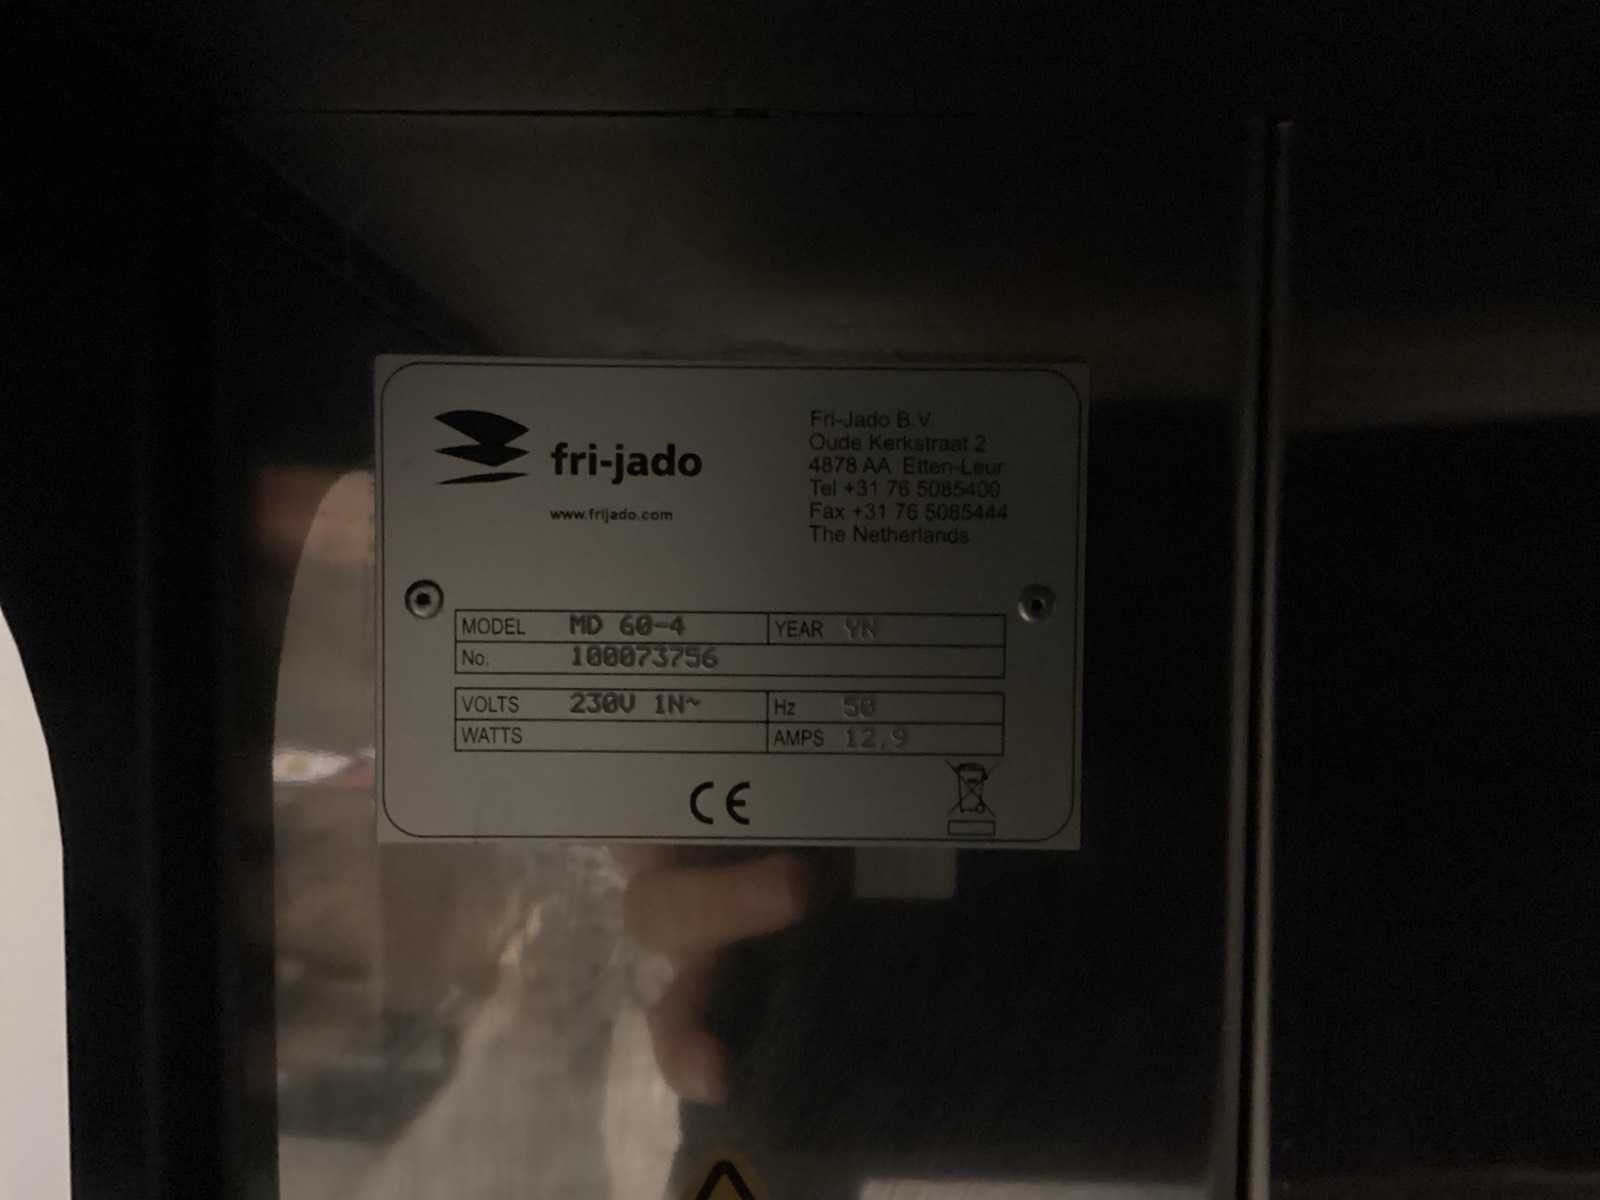 fri-jado
www.frijado.com
Fri-Jado B.V.
Oude Kerkstraat 2
4878 AA Etten-Leur
Tel +31 76 5085400
Fax +31 76 5085444
The Netherlands
MODEL MD 60-4 YEAR YN
No. 100073756
VOLTS 230V 1N~ Hz 50
WATTS AMPS 12,9
CE